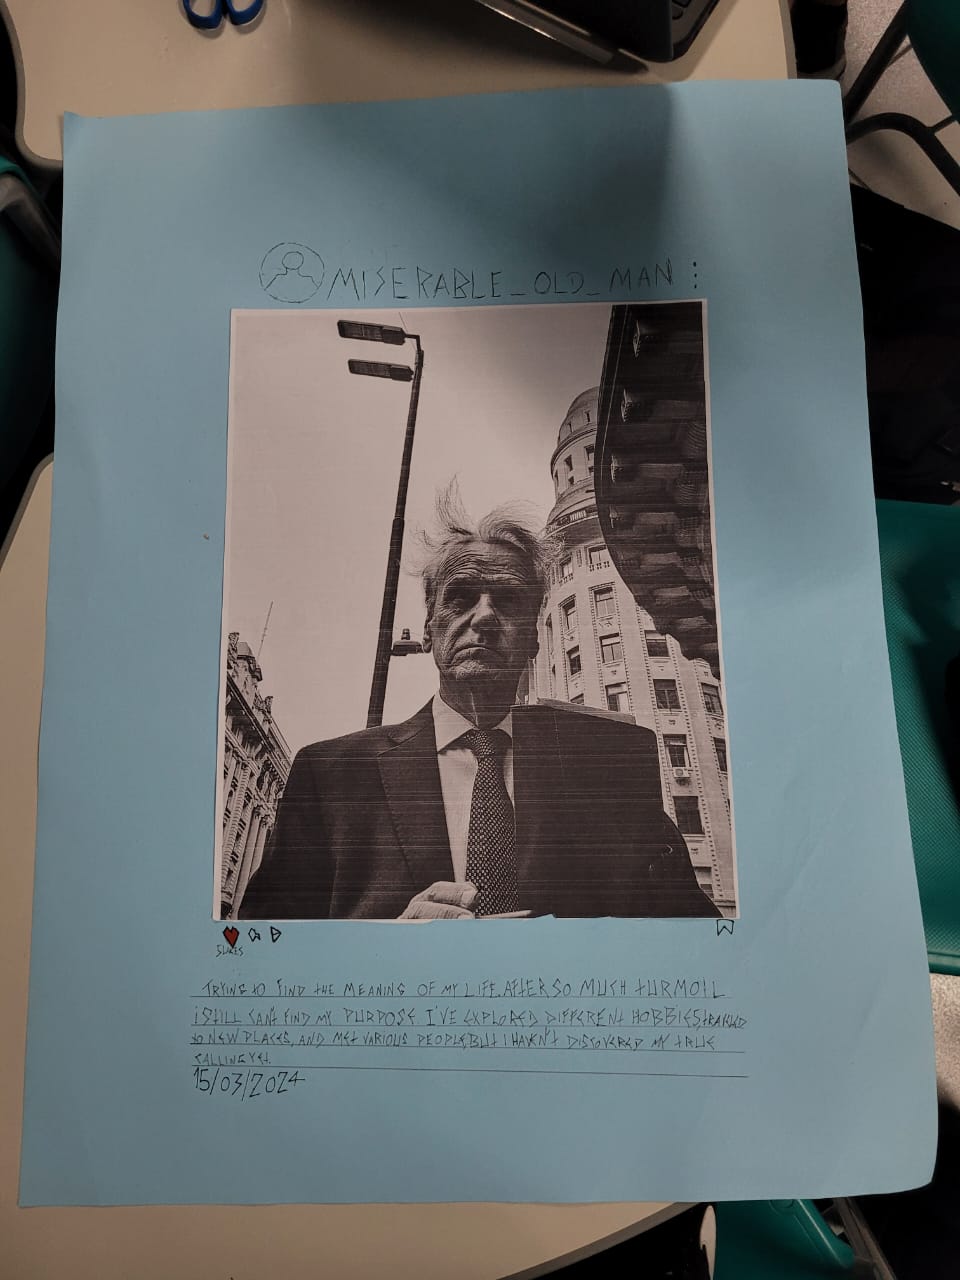 MISERABLE_OLD_MAN
5 LIKES
TRYING TO FIND THE MEANING OF MY LIFE. AFTER SO MUCH TURMOIL
I STILL CAN'T FIND MY PURPOSE I'VE EXPLORED DIFFERENT HOBBIES, TRAVELED
TO NEW PLACES, AND MET VARIOUS PEOPLE, BUT I HAVEN'T DISCOVERED MY TRUE
CALLING YET.
15/03/2024